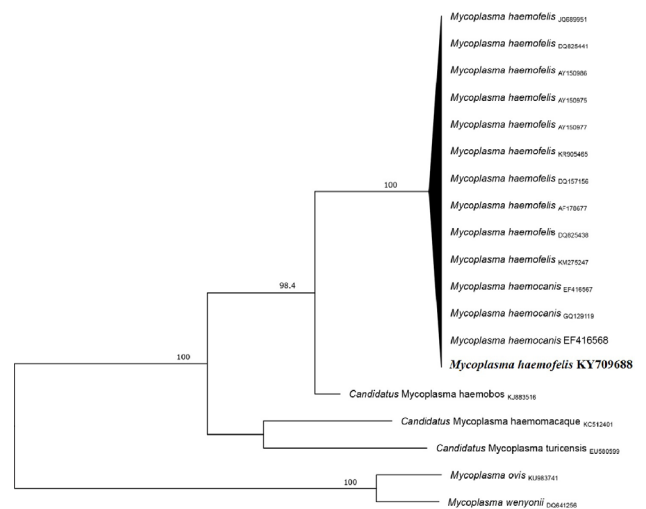 Mycoplasma haemofelis JQ689951
Mycoplasma haemofelis DQ825441
Mycoplasma haemofelis AY150986
Mycoplasma haemofelis AY150975
Mycoplasma haemofelis AY150977
Mycoplasma haemofelis KR905465
Mycoplasma haemofelis DQ157156
100
Mycoplasma haemofelis AF178677
Mycoplasma haemofelis DQ825438
Mycoplasma haemofelis KM275247
Mycoplasma haemocanis EF416567
98.4
Mycoplasma haemocanis GQ129119
Mycoplasma haemocanis EF416568
100
Mycoplasma haemofelis KY709688
Candidatus Mycoplasma haemobos KJ883516
Candidatus Mycoplasma haemomacaque KC512401
Candidatus Mycoplasma turicensis EU580599
Mycoplasma ovis KU983741
100
Mycoplasma wenyonii DQ641256